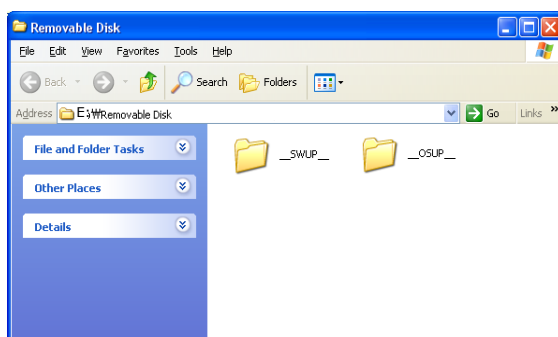 Removable Disk
File Edit View Favorites Tools Help
Back Search Folders
Address E:\₩Removable Disk Go Links »
File and Folder Tasks
__SWUP__ __OSUP__
Other Places
Details